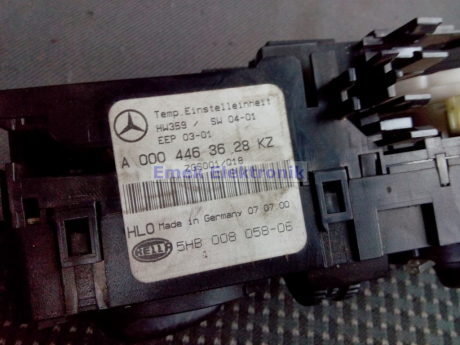 Temp.Einstelleinheit
HW359 / SW 04-01
EEP 03-01
A 000 446 36 28 KZ
Emek Elektronik
HLO Made in Germany 07 07 00
HELLA 5HB 008 058-06